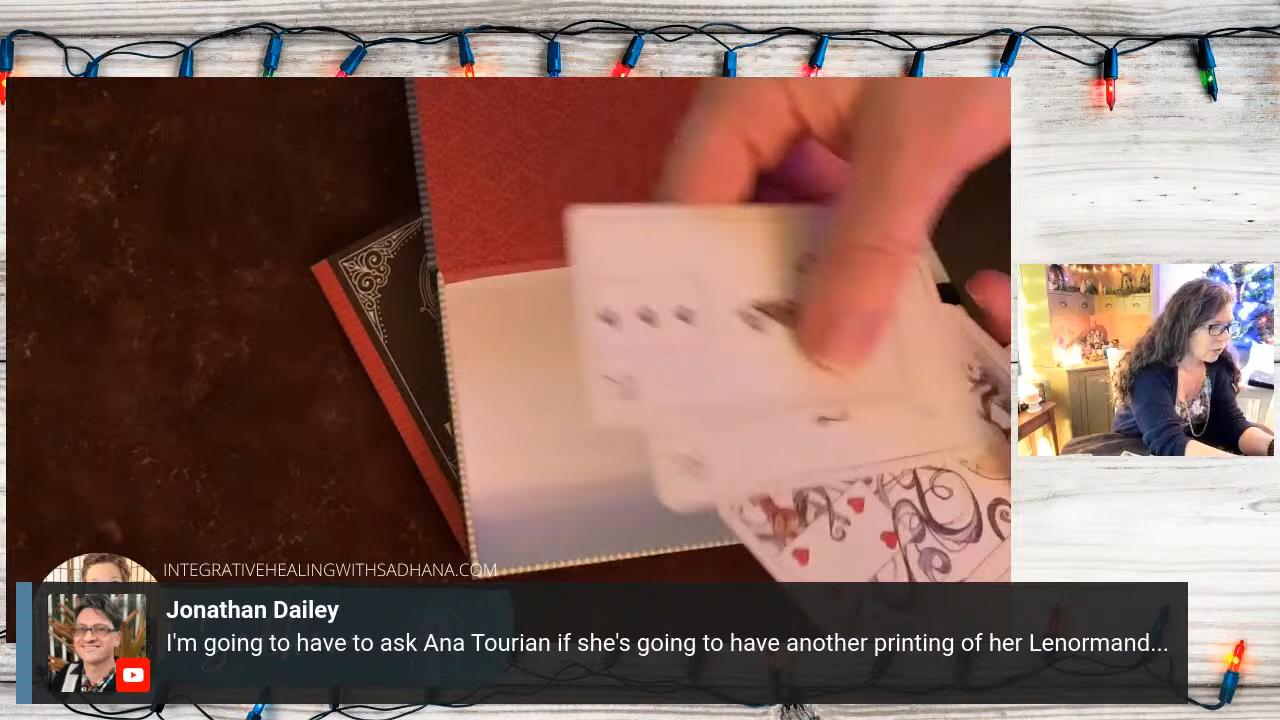 INTEGRATIVEHEALINGWITHSADHANA.COM
Jonathan Dailey
I'm going to have to ask Ana Tourian if she's going to have another printing of her Lenormand...